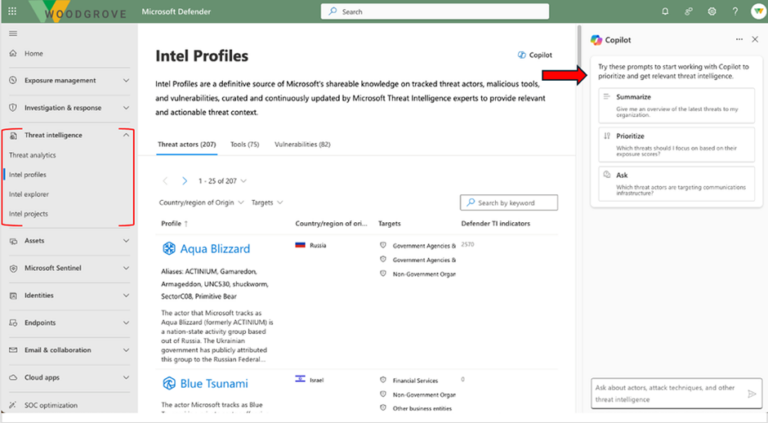 WOODGROVE
Microsoft Defender
Search
Home
Exposure management
Investigation & response
Threat intelligence
Threat analytics
Intel profiles
Intel explorer
Intel projects
Assets
Microsoft Sentinel
Identities
Endpoints
Email & collaboration
Cloud apps
SOC optimization
Intel Profiles
Copilot
Intel Profiles are a definitive source of Microsoft's shareable knowledge on tracked threat actors, malicious tools,
and vulnerabilities, curated and continuously updated by Microsoft Threat Intelligence experts to provide relevant
and actionable threat context.
Threat actors (207) Tools (75) Vulnerabilities (82)
1 - 25 of 207
Country/region of Origin Targets
Search by keyword
Profile ↑ Country/region of ori... Targets Defender TI indicators
Aqua Blizzard Russia Government Agencies & 2570
Government Agencies &
Non-Government Organ
Aliases: ACTINIUM, Gamaredon,
Armageddon, UNC530, shuckworm,
SectorC08, Primitive Bear
The actor that Microsoft tracks as
Aqua Blizzard (formerly ACTINIUM) is
a nation-state activity group based
out of Russia. The Ukrainian
government has publicly attributed
this group to the Russian Federal...
Blue Tsunami Israel Financial Services 0
Non-Government Organ
Other business entities
The actor Microsoft tracks as Blue
Copilot
Try these prompts to start working with Copilot to
prioritize and get relevant threat intelligence.
Summarize
Give me an overview of the latest threats to my
organization.
Prioritize
Which threats should I focus on based on their
exposure scores?
Ask
Which threat actors are targeting communications
infrastructure?
Ask about actors, attack techniques, and other
threat intelligence